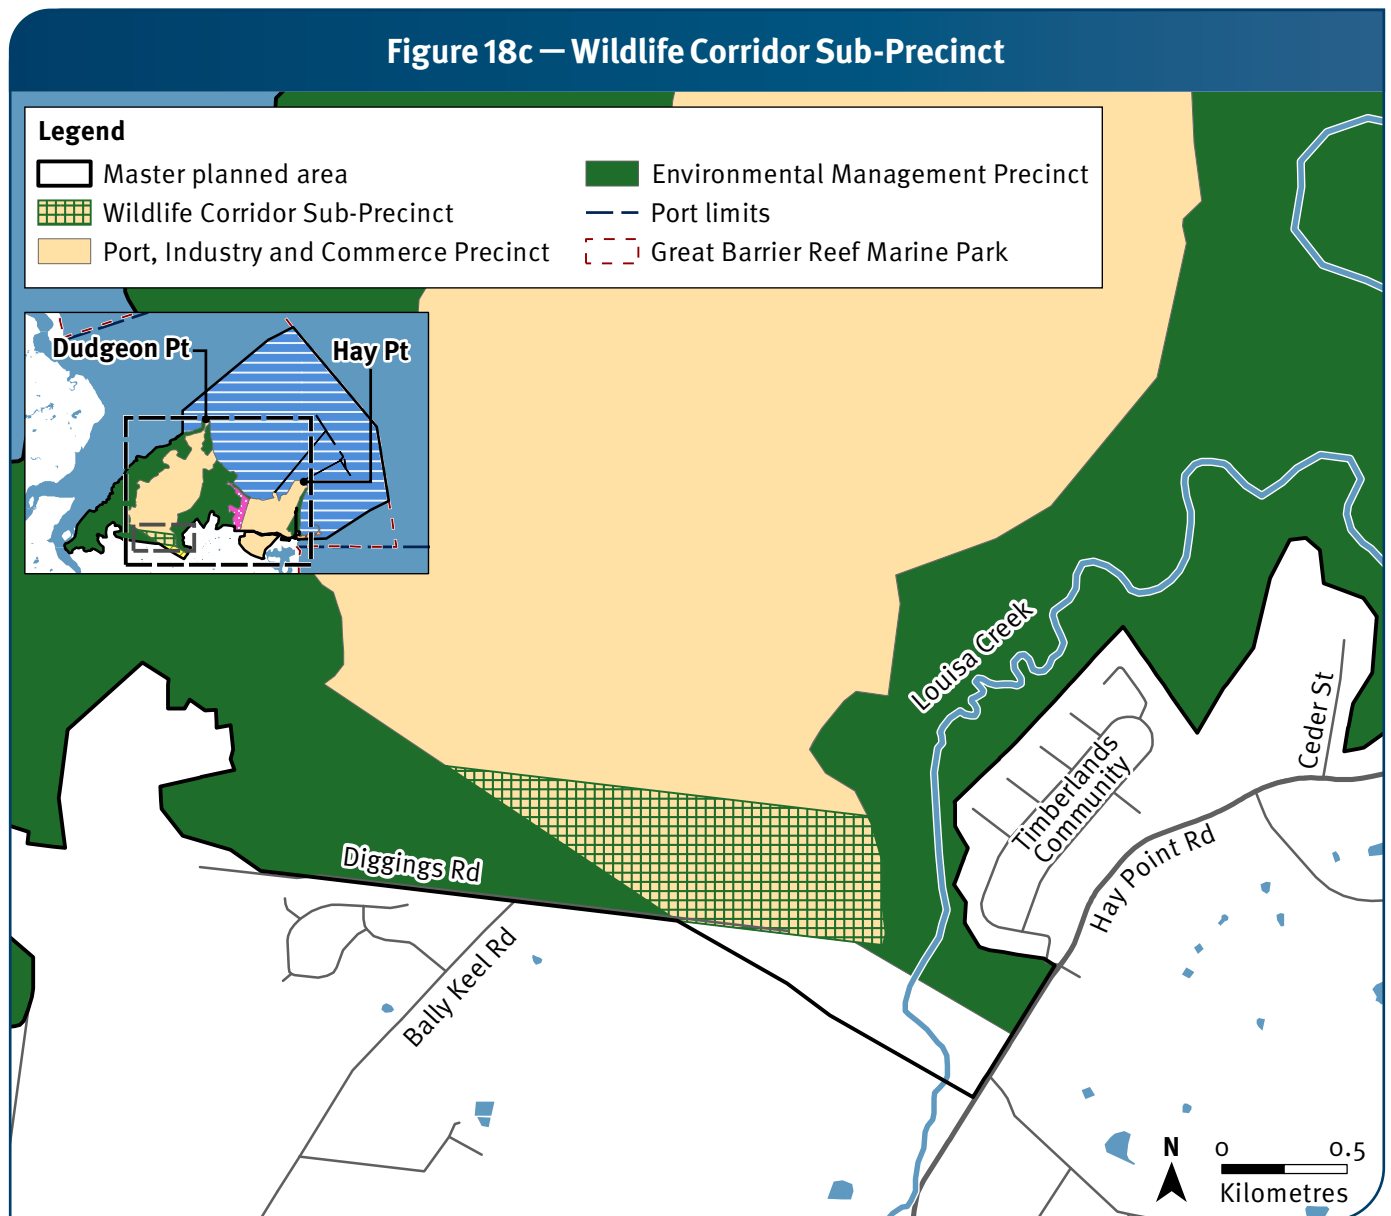 Figure 18c — Wildlife Corridor Sub-Precinct
Legend
Master planned area
Wildlife Corridor Sub-Precinct
Port, Industry and Commerce Precinct
Environmental Management Precinct
Port limits
Great Barrier Reef Marine Park
Dudgeon Pt
Hay Pt
Louisa Creek
Ceder St
Timberlands
Community
Hay Point Rd
Diggings Rd
Bally Keel Rd
N
0 0.5
Kilometres